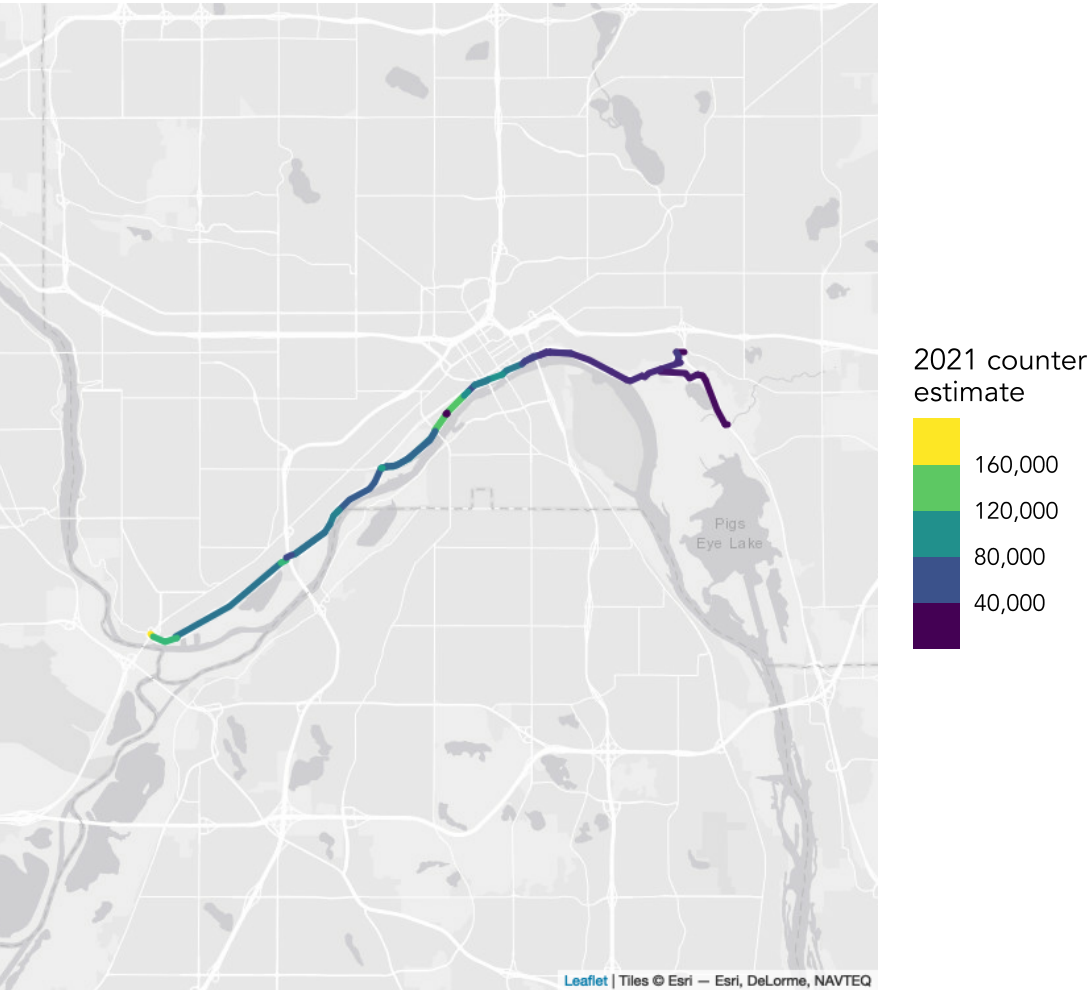 2021 counter
estimate
160,000
120,000
80,000
40,000
Pigs
Eye Lake
Leaflet | Tiles © Esri — Esri, DeLorme, NAVTEQ